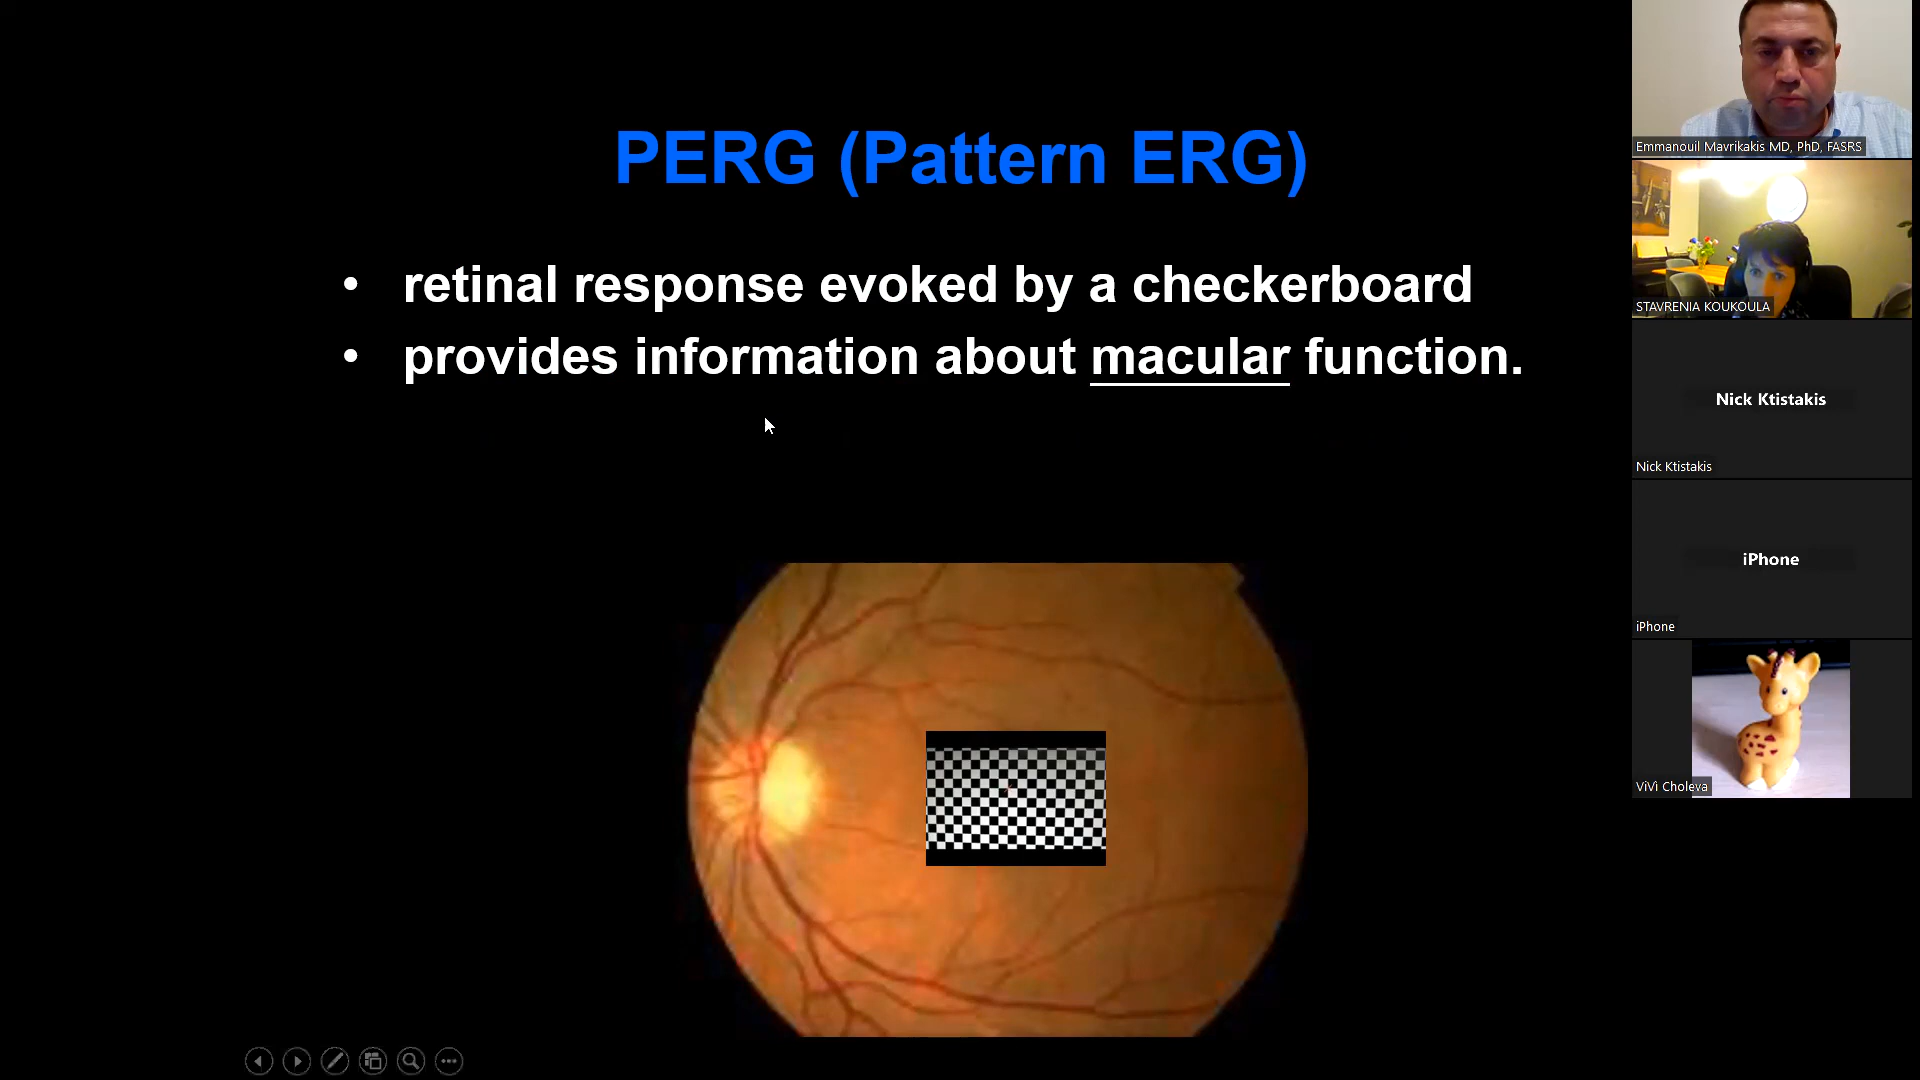 PERG (Pattern ERG)
• retinal response evoked by a checkerboard
• provides information about macular function.
Emmanouil Mavrikakis MD, PhD, FASRS
STAVRENIA KOUKOULA
Nick Ktistakis
Nick Ktistakis
iPhone
iPhone
ViVi Choleva